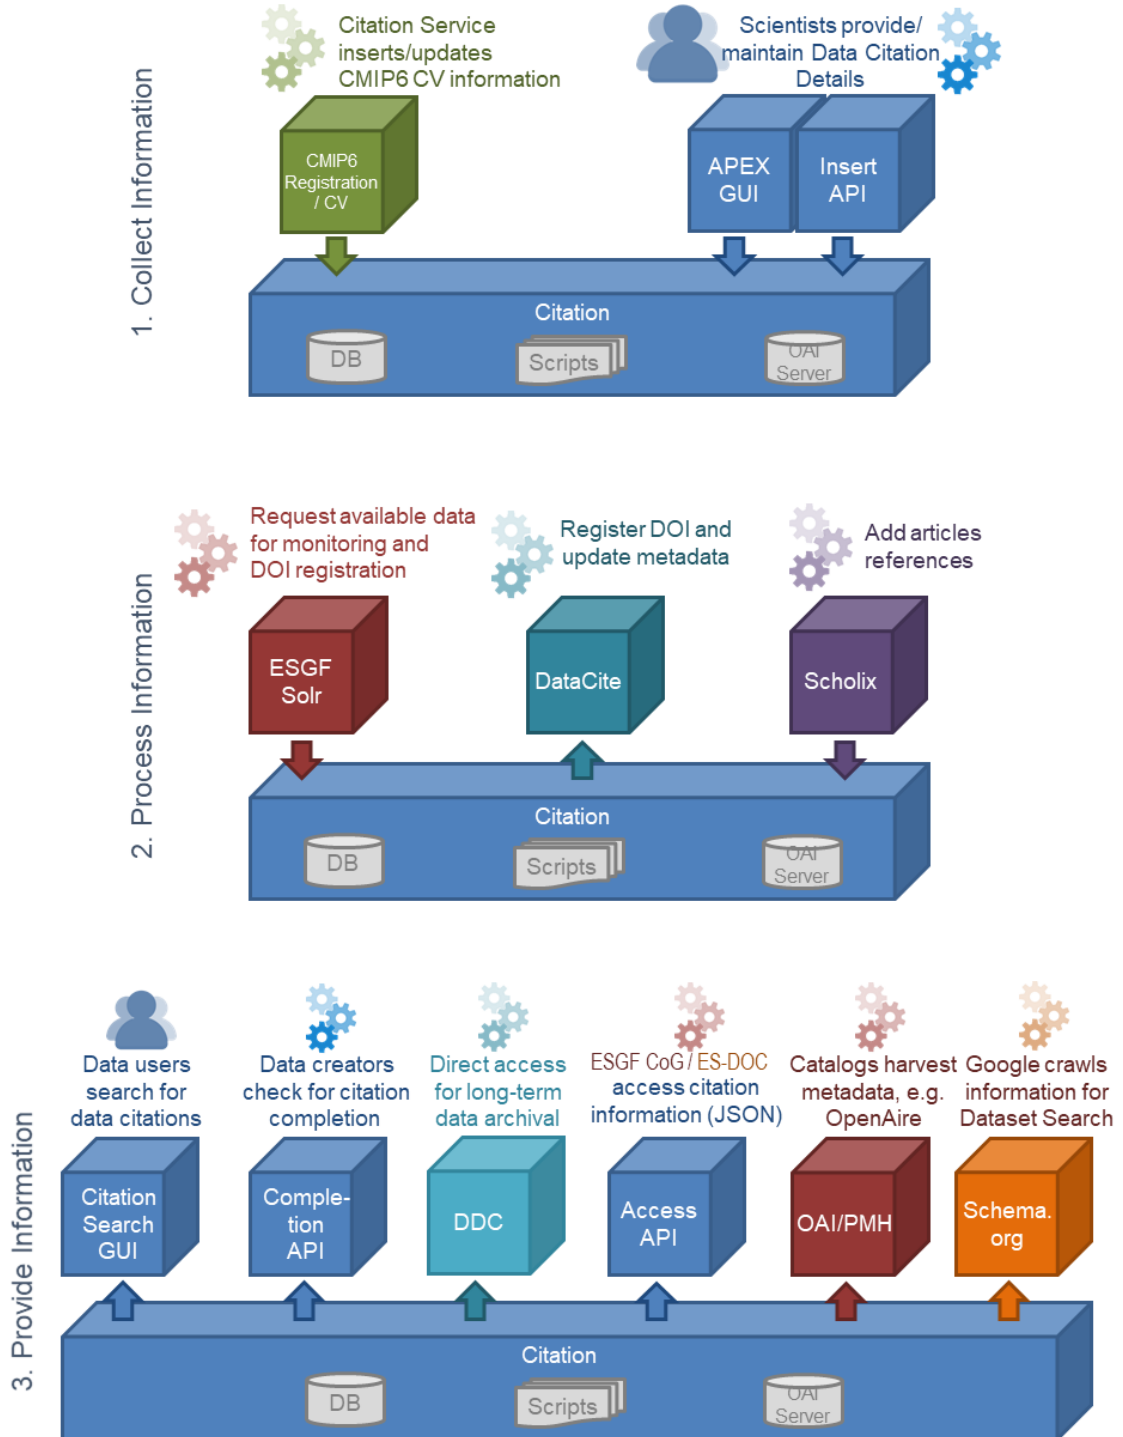 1. Collect Information
Citation Service
inserts/updates
CMIP6 CV information
Scientists provide/
maintain Data Citation
Details
CMIP6
Registration
/ CV
APEX
GUI
Insert
API
Citation
DB
Scripts
OAI
Server
2. Process Information
Request available data
for monitoring and
DOI registration
Register DOI and
update metadata
Add articles
references
ESGF
Solr
DataCite
Scholix
Citation
DB
Scripts
OAI
Server
3. Provide Information
Data users
search for
data citations
Data creators
check for citation
completion
Direct access
for long-term
data archival
ESGF CoG / ES-DOC
access citation
information (JSON)
Catalogs harvest
metadata, e.g.
OpenAire
Google crawls
information for
Dataset Search
Citation
Search
GUI
Comple-
tion
API
DDC
Access
API
OAI/PMH
Schema.
org
Citation
DB
Scripts
OAI
Server